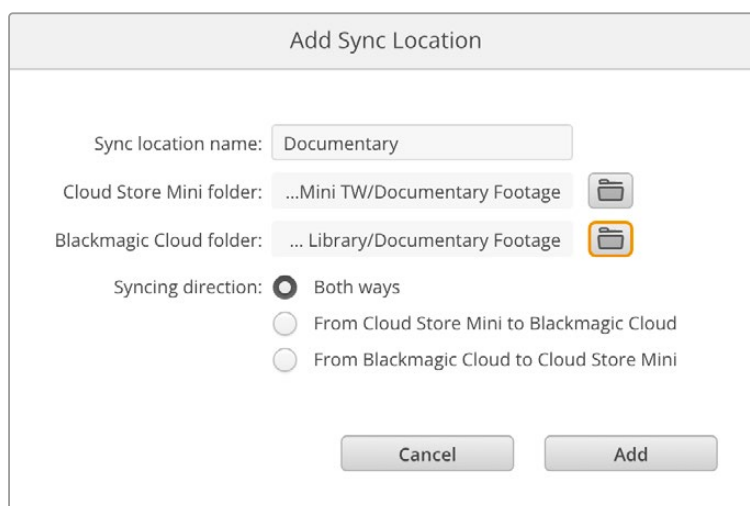 Add Sync Location
Sync location name: Documentary
Cloud Store Mini folder: ...Mini TW/Documentary Footage
Blackmagic Cloud folder: ... Library/Documentary Footage
Syncing direction: Both ways
From Cloud Store Mini to Blackmagic Cloud
From Blackmagic Cloud to Cloud Store Mini
Cancel Add